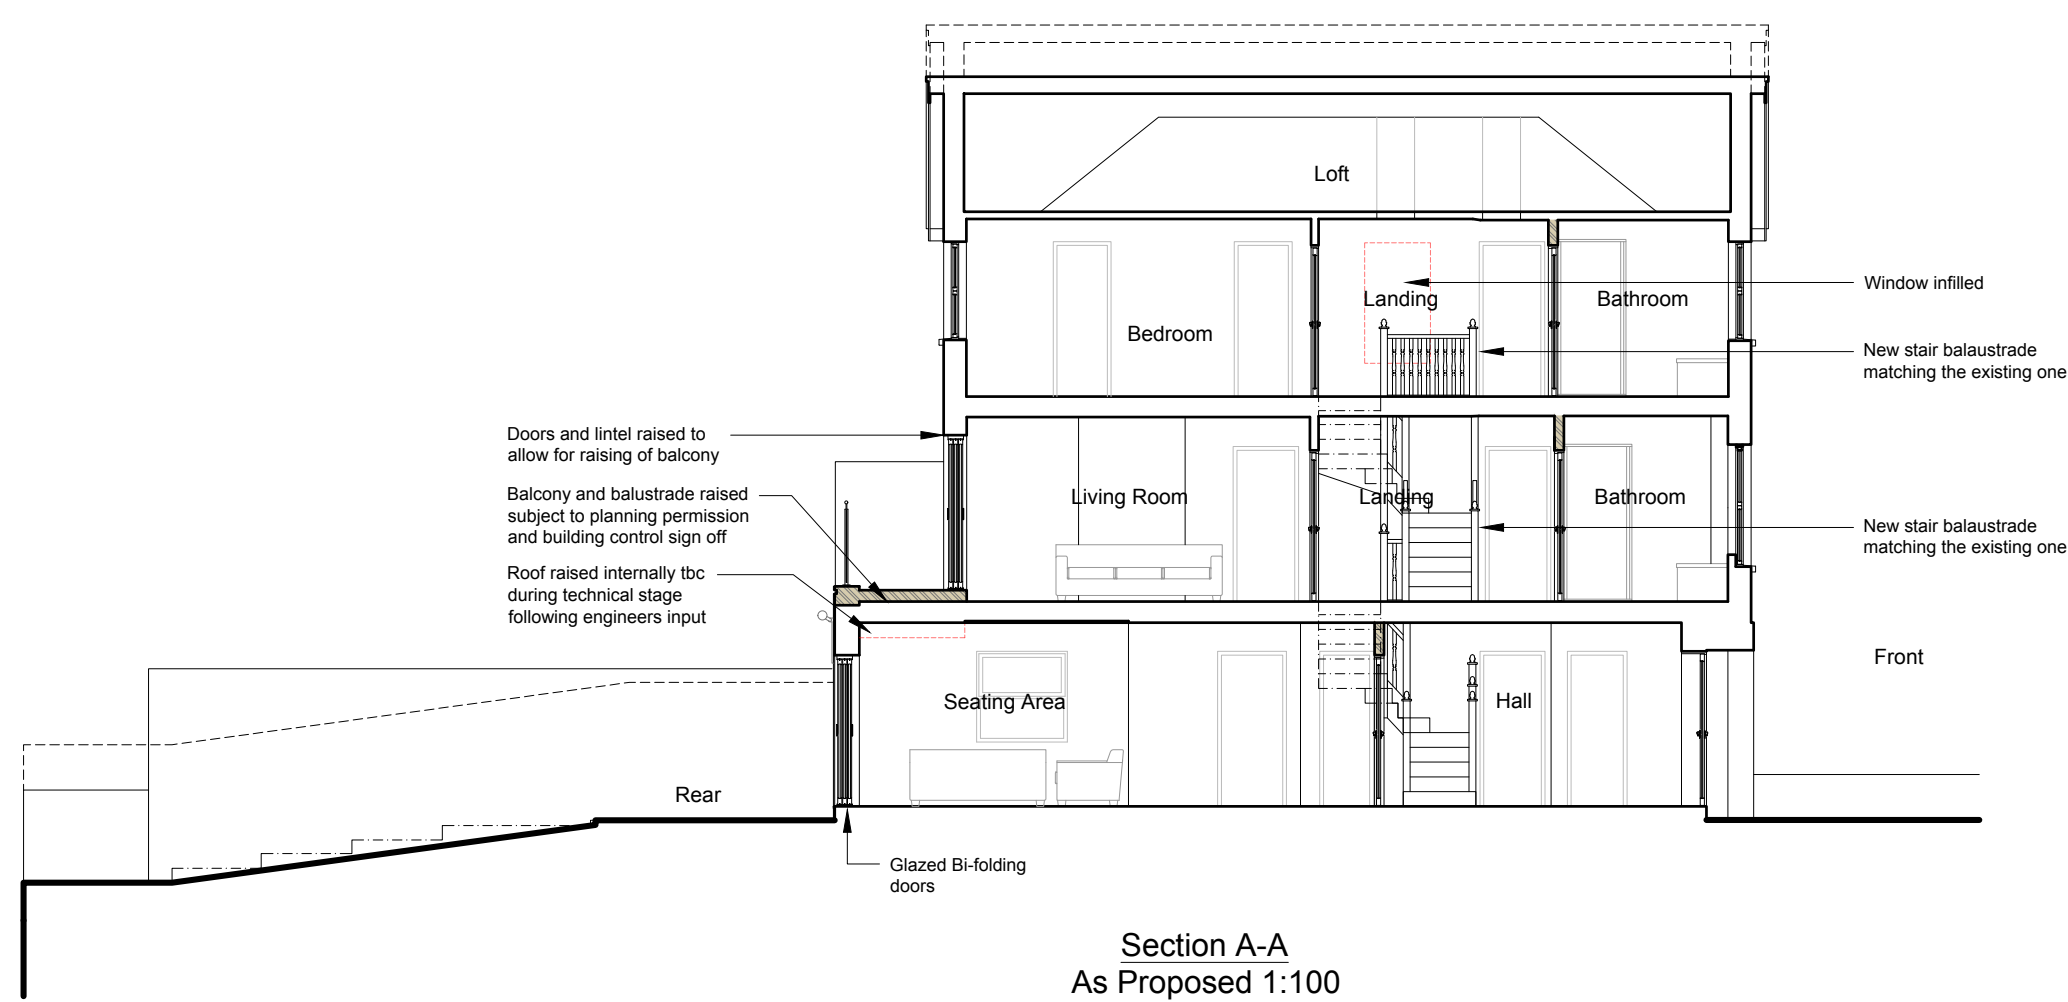 Loft
Window infilled
Landing
Bathroom
Bedroom
New stair balaustrade
matching the existing one
Doors and lintel raised to
allow for raising of balcony
Balcony and balustrade raised
subject to planning permission
and building control sign off
Living Room
Landing
Bathroom
New stair balaustrade
matching the existing one
Roof raised internally tbc
during technical stage
following engineers input
Front
Seating Area
Hall
Rear
Glazed Bi-folding
doors
Section A-A
As Proposed 1:100